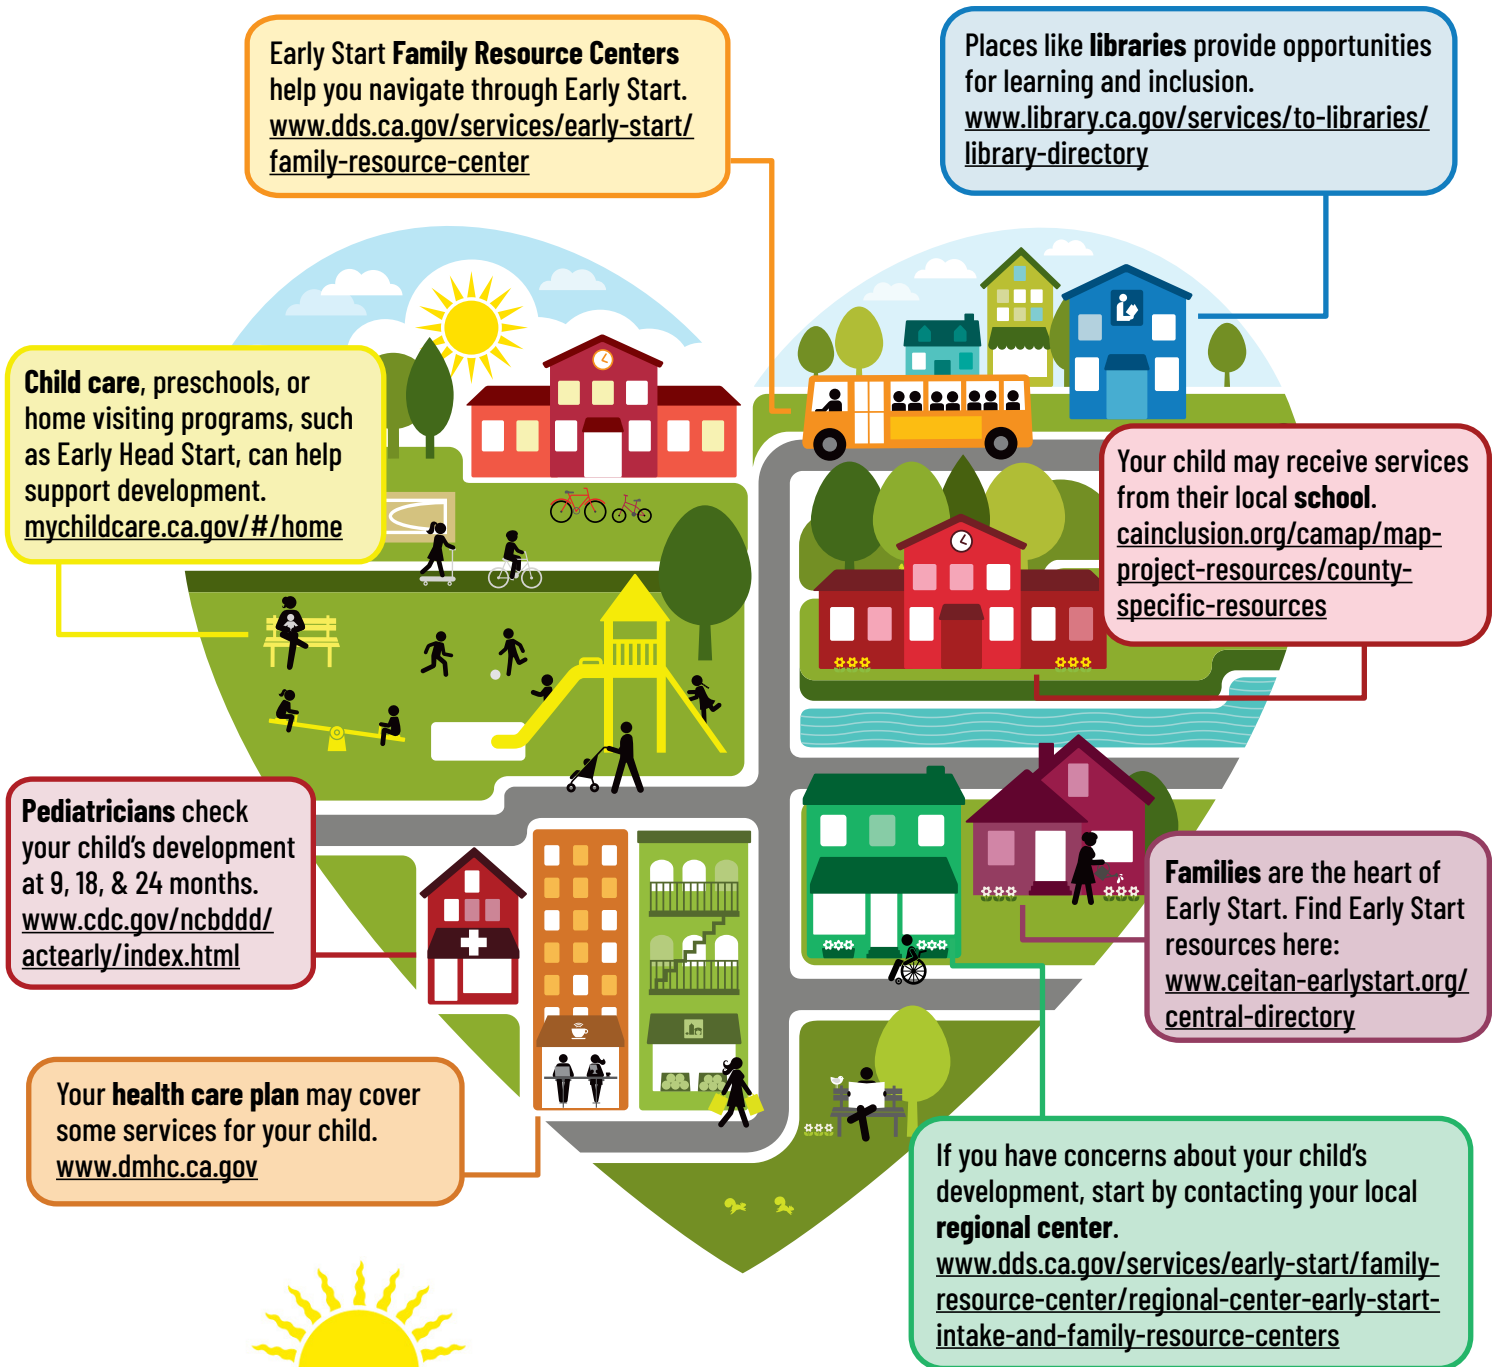 Early Start Family Resource Centers
help you navigate through Early Start.
www.dds.ca.gov/services/early-start/
family-resource-center
Places like libraries provide opportunities
for learning and inclusion.
www.library.ca.gov/services/to-libraries/
library-directory
Child care, preschools, or
home visiting programs, such
as Early Head Start, can help
support development.
mychildcare.ca.gov/#/home
Your child may receive services
from their local school.
cainclusion.org/camap/map-
project-resources/county-
specific-resources
Pediatricians check
your child's development
at 9, 18, & 24 months.
www.cdc.gov/ncbddd/
actearly/index.html
Families are the heart of
Early Start. Find Early Start
resources here:
www.ceitan-earlystart.org/
central-directory
Your health care plan may cover
some services for your child.
www.dmhc.ca.gov
If you have concerns about your child's
development, start by contacting your local
regional center.
www.dds.ca.gov/services/early-start/family-
resource-center/regional-center-early-start-
intake-and-family-resource-centers